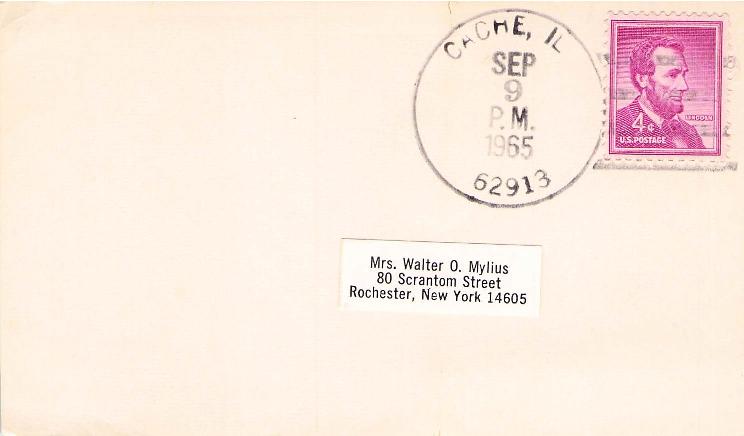 CACHE, IL
SEP
9
P.M.
1965
62913
LINCOLN
4¢
U.S. POSTAGE
Mrs. Walter O. Mylius
80 Scrantom Street
Rochester, New York 14605